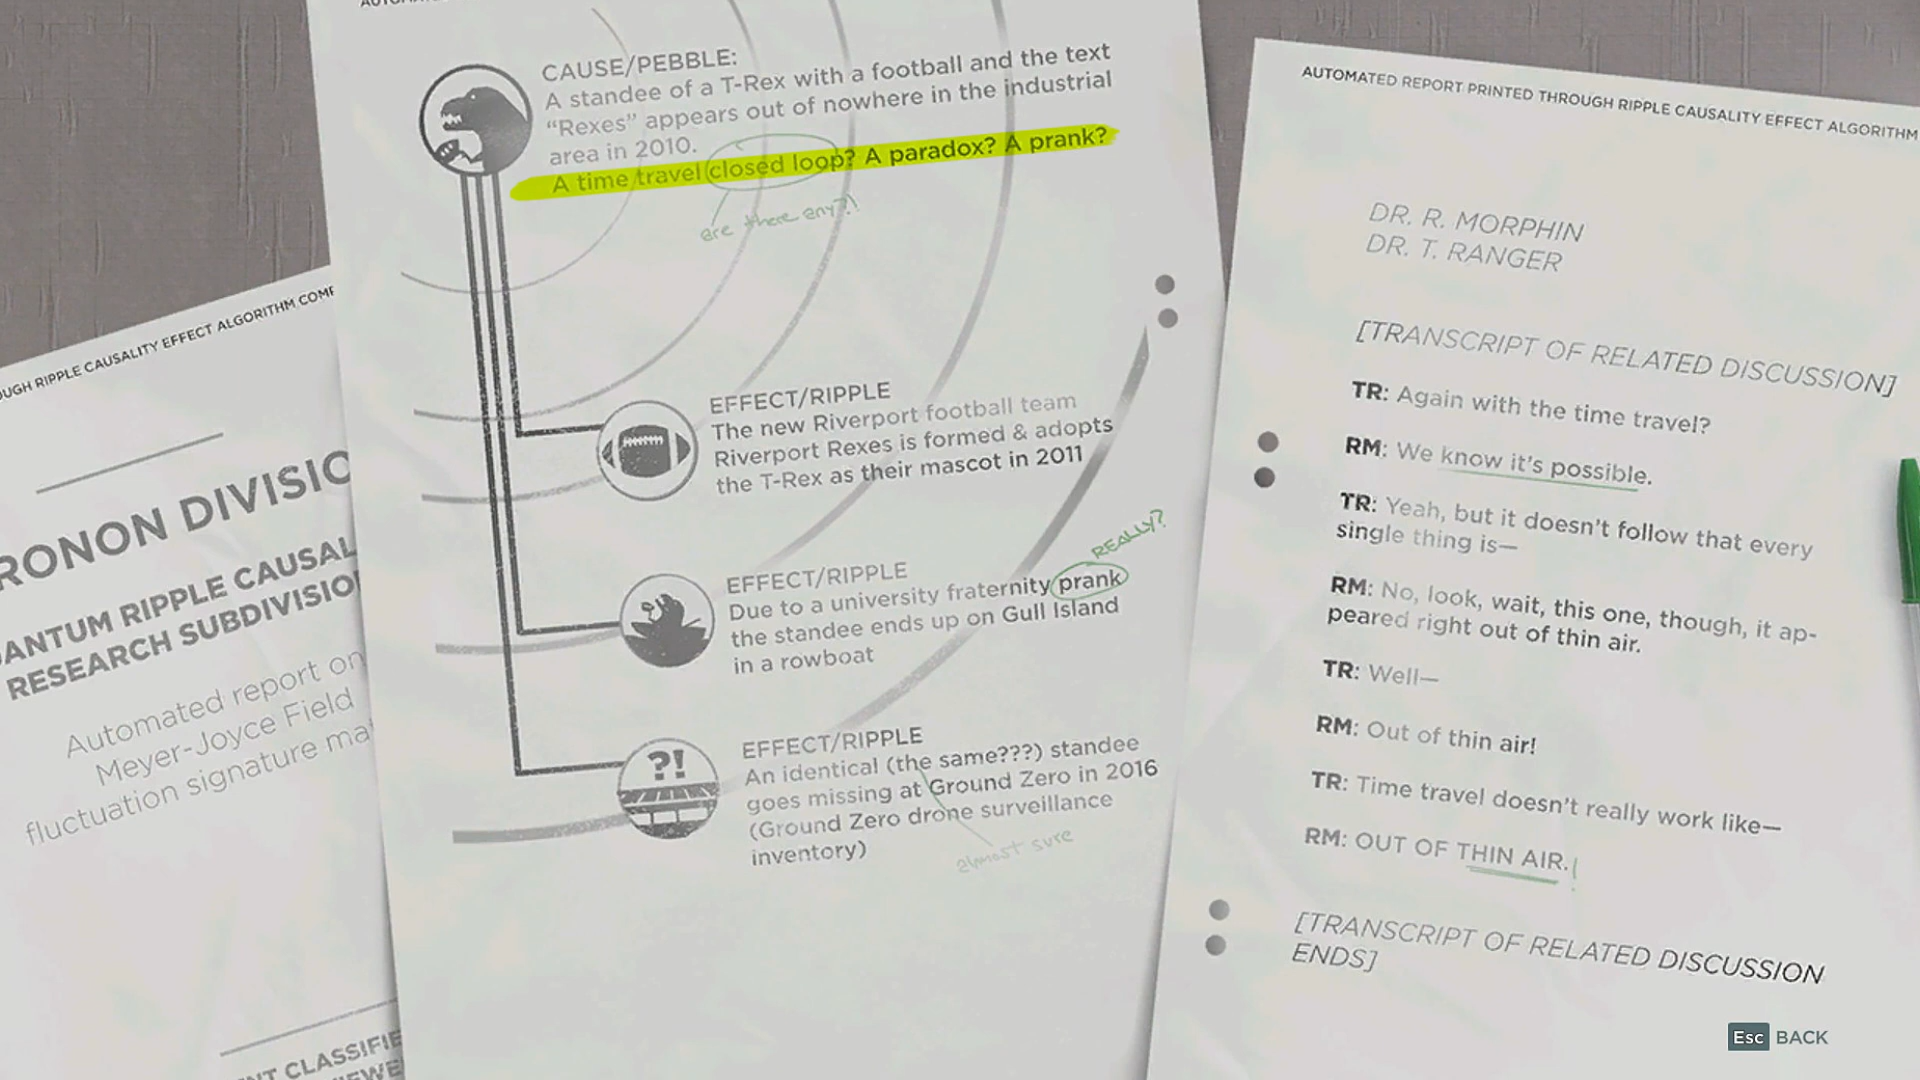 UGH RIPPLE CAUSALITY EFFECT ALGORITHM
RONON DIVISIO
ANTUM RIPPLE CAUSAL
RESEARCH SUBDIVISIO
Automated report on
Meyer-Joyce Field
fluctuation signature ma
NT CLASSIFIE
CAUSE/PEBBLE:
A standee of a T-Rex with a football and the text
“Rexes” appears out of nowhere in the industrial
area in 2010.
A time travel closed loop? A paradox? A prank?
are there any?!
EFFECT/RIPPLE
The new Riverport football team
Riverport Rexes is formed & adopts
the T-Rex as their mascot in 2011
REALLY?
EFFECT/RIPPLE
Due to a university fraternity prank
the standee ends up on Gull Island
in a rowboat
?!
EFFECT/RIPPLE
An identical (the same???) standee
goes missing at Ground Zero in 2016
(Ground Zero drone surveillance
inventory)
almost sure
AUTOMATED REPORT PRINTED THROUGH RIPPLE CAUSALITY EFFECT ALGORITHM
DR. R. MORPHIN
DR. T. RANGER
[TRANSCRIPT OF RELATED DISCUSSION]
TR: Again with the time travel?
RM: We know it’s possible.
TR: Yeah, but it doesn’t follow that every
single thing is—
RM: No, look, wait, this one, though, it ap-
peared right out of thin air.
TR: Well—
RM: Out of thin air!
TR: Time travel doesn’t really work like—
RM: OUT OF THIN AIR.!
[TRANSCRIPT OF RELATED DISCUSSION
ENDS]
Esc BACK